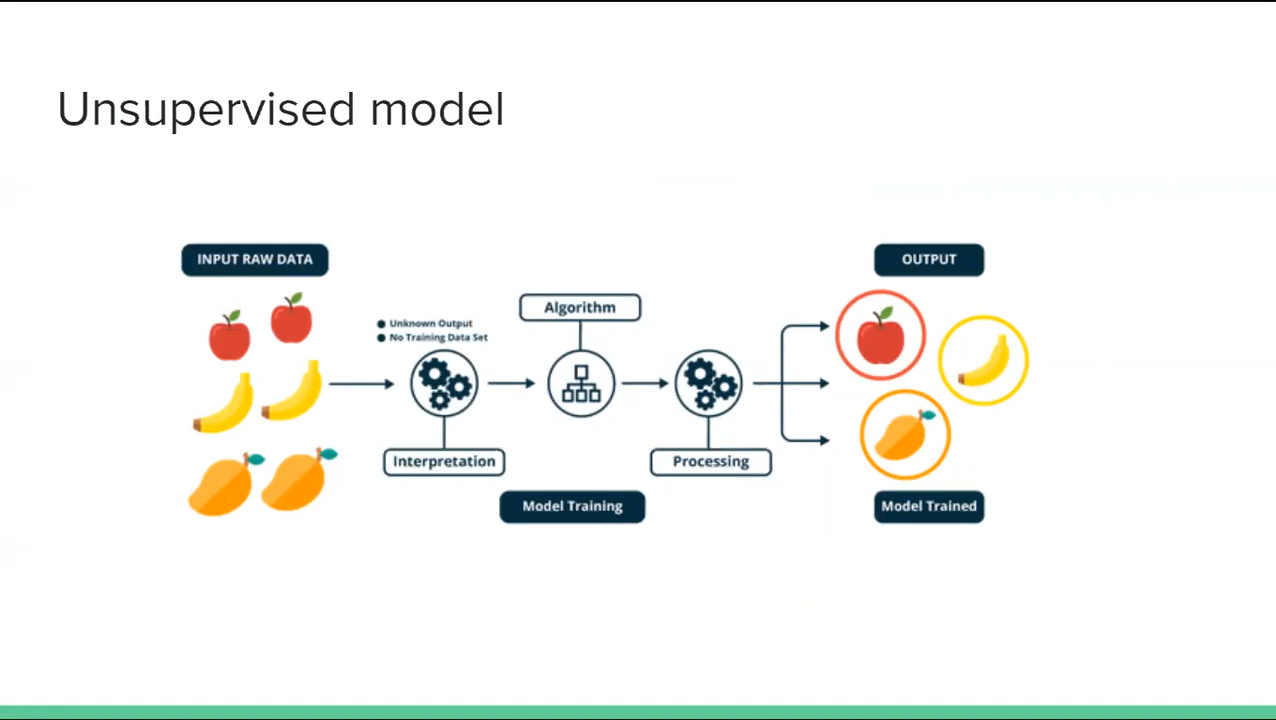 Unsupervised model
INPUT RAW DATA
Unknown Output
No Training Data Set
Interpretation
Algorithm
Processing
Model Training
OUTPUT
Model Trained